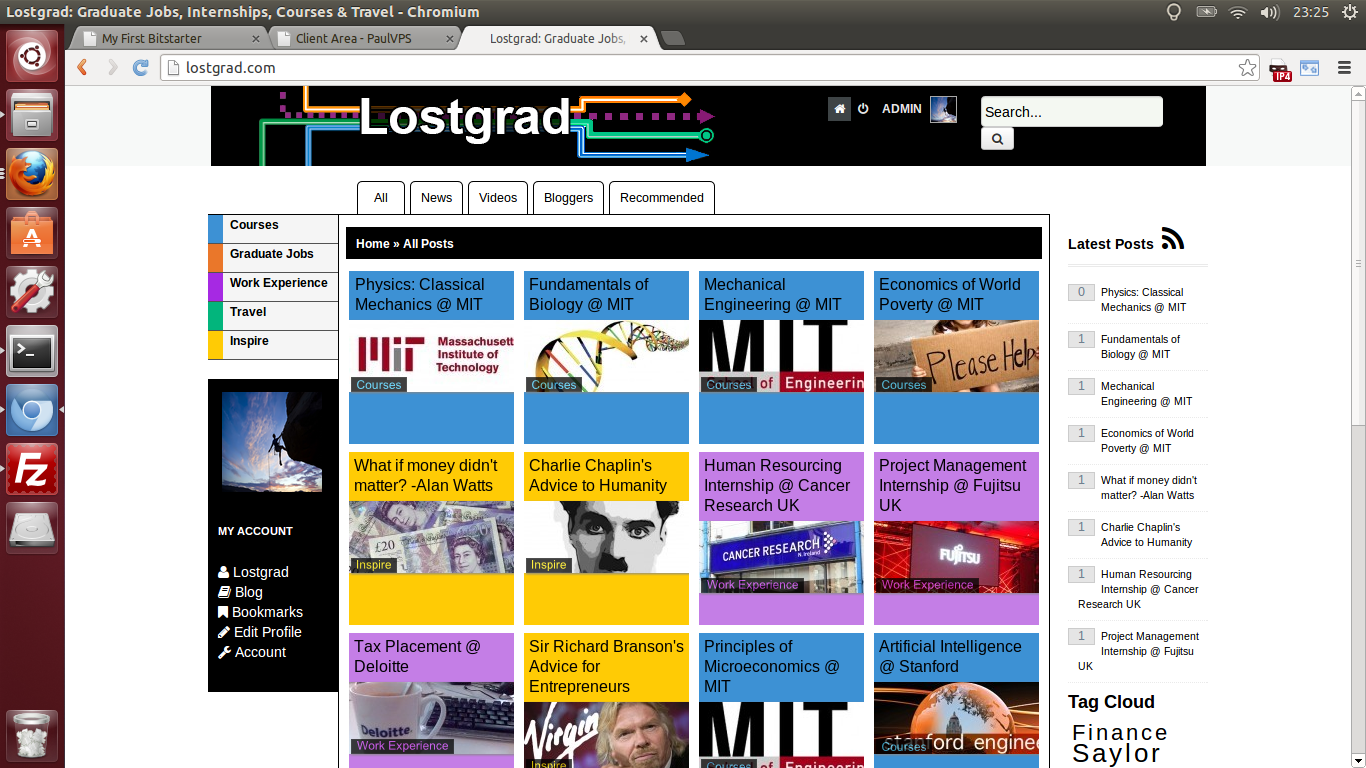 Lostgrad: Graduate Jobs, Internships, Courses & Travel - Chromium
23:25
My First Bitstarter
Client Area - PaulVPS
Lostgrad: Graduate Jobs,
lostgrad.com
IP4
Lostgrad
ADMIN
Search...
All
News
Videos
Bloggers
Recommended
Courses
Graduate Jobs
Work Experience
Travel
Inspire
MY ACCOUNT
Lostgrad
Blog
Bookmarks
Edit Profile
Account
Home » All Posts
Physics: Classical
Mechanics @ MIT
MIT
Massachusett
Institute of
Technology
Courses
Fundamentals of
Biology @ MIT
Courses
Mechanical
Engineering @ MIT
MIT
of Engineerin
Courses
Economics of World
Poverty @ MIT
Please Help
Courses
What if money didn't
matter? -Alan Watts
£20
Inspire
Charlie Chaplin's
Advice to Humanity
Inspire
Human Resourcing
Internship @ Cancer
Research UK
CANCER RESEARCH
N. Ireland
Work Experience
Project Management
Internship @ Fujitsu
UK
FUJITSU
Work Experience
Tax Placement @
Deloitte
Deloitte
Work Experience
Sir Richard Branson's
Advice for
Entrepreneurs
Virgin
Inspire
Principles of
Microeconomics @
MIT
MIT
Courses
Artificial Intelligence
@ Stanford
stanford enginee
Courses
Latest Posts
0 Physics: Classical
Mechanics @ MIT
1 Fundamentals of
Biology @ MIT
1 Mechanical
Engineering @ MIT
1 Economics of World
Poverty @ MIT
1 What if money didn't
matter? -Alan Watts
1 Charlie Chaplin's
Advice to Humanity
1 Human Resourcing
Internship @ Cancer
Research UK
1 Project Management
Internship @ Fujitsu
UK
Tag Cloud
Finance
Saylor